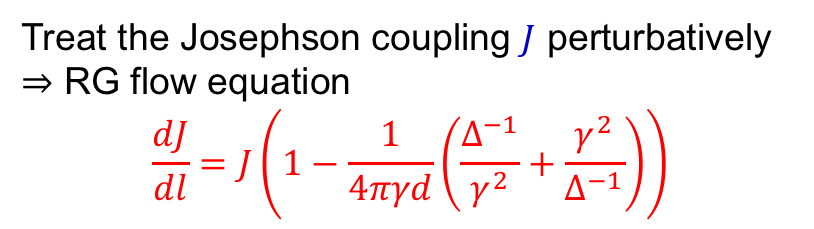 Treat the Josephson coupling J perturbatively
⇒ RG flow equation
dJ/dl = J(1 − 1/(4πγd) (Δ⁻¹/γ² + γ²/Δ⁻¹))